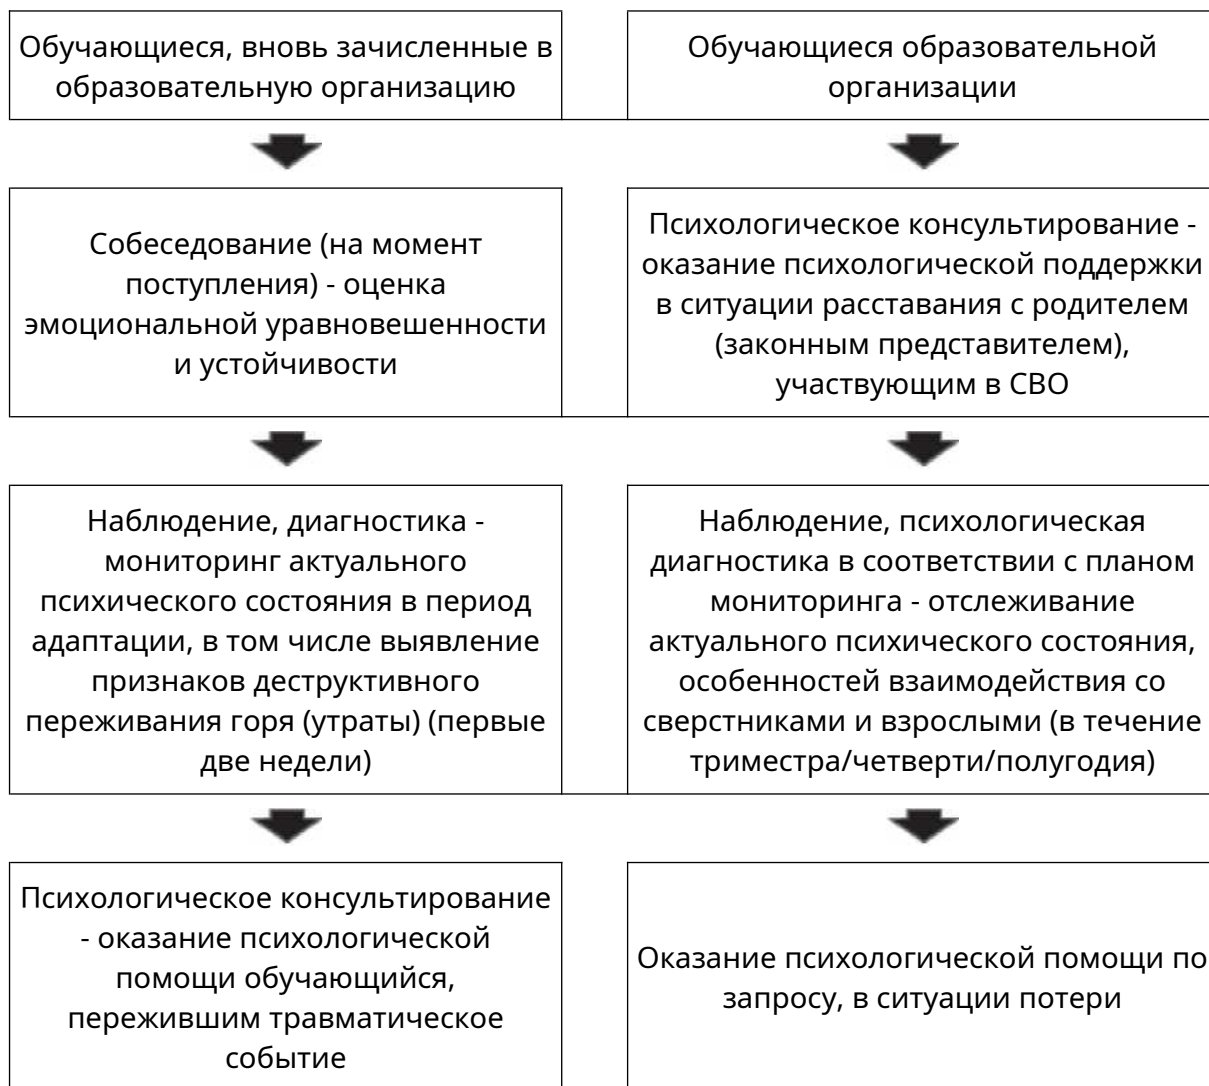 Обучающиеся, вновь зачисленные в
образовательную организацию
Обучающиеся образовательной
организации
Собеседование (на момент
поступления) - оценка
эмоциональной уравновешенности
и устойчивости
Психологическое консультирование -
оказание психологической поддержки
в ситуации расставания с родителем
(законным представителем),
участвующим в СВО
Наблюдение, диагностика -
мониторинг актуального
психического состояния в период
адаптации, в том числе выявление
признаков деструктивного
переживания горя (утраты) (первые
две недели)
Наблюдение, психологическая
диагностика в соответствии с планом
мониторинга - отслеживание
актуального психического состояния,
особенностей взаимодействия со
сверстниками и взрослыми (в течение
триместра/четверти/полугодия)
Психологическое консультирование
- оказание психологической
помощи обучающийся,
пережившим травматическое
событие
Оказание психологической помощи по
запросу, в ситуации потери